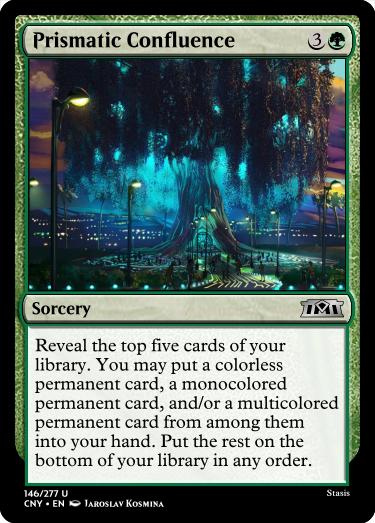 Prismatic Confluence 3
Sorcery
Reveal the top five cards of your
library. You may put a colorless
permanent card, a monocolored
permanent card, and/or a multicolored
permanent card from among them
into your hand. Put the rest on the
bottom of your library in any order.
146/277 U Stasis
CNY • EN Jaroslav Kosmina